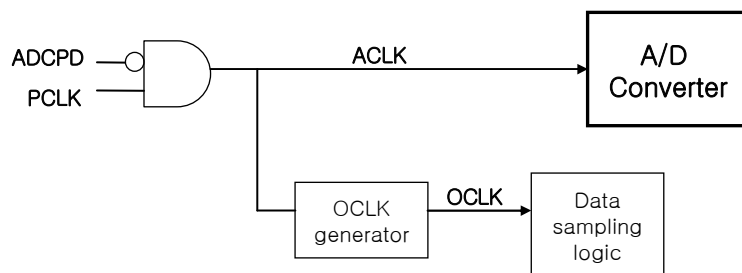 ADCPD
PCLK
ACLK
A/D
Converter
OCLK
generator
OCLK
Data
sampling
logic